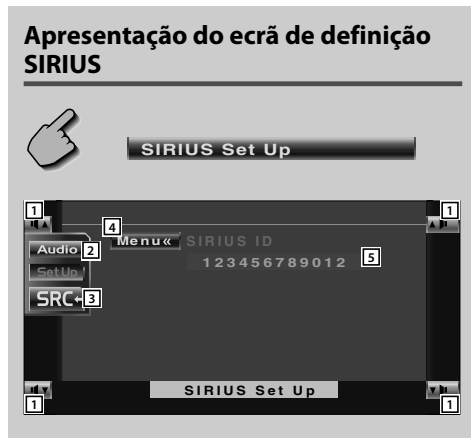 Apresentação do ecrã de definição
SIRIUS
SIRIUS Set Up
1
1
4
Menu« SIRIUS ID
Audio 2
123456789012 5
SetUp
SRC 3
SIRIUS Set Up
1
1